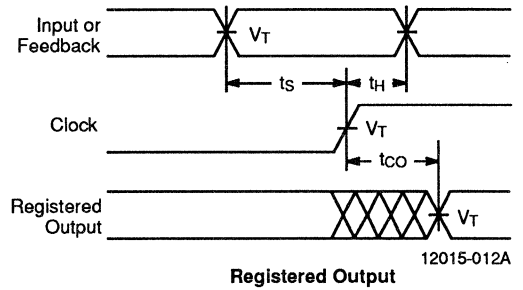 Input or
Feedback
VT
tS
tH
Clock
VT
tCO
Registered
Output
VT
12015-012A
Registered Output